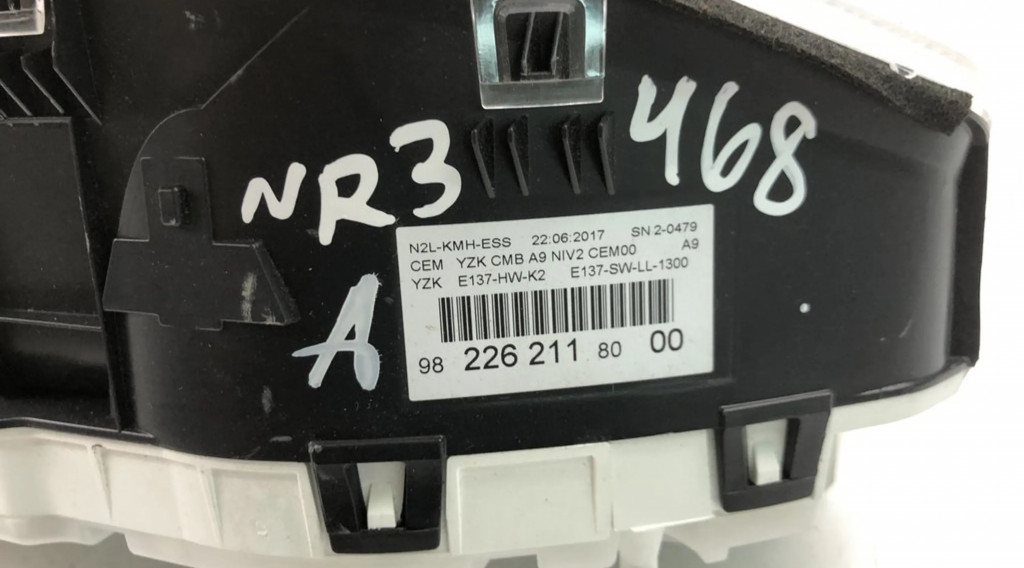 NR3 468
A
N2L-KMH-ESS 22:06:2017 SN 2-0479
CEM YZK CMB A9 NIV2 CEM00 A9
YZK E137-HW-K2 E137-SW-LL-1300
98 226 211 80 00